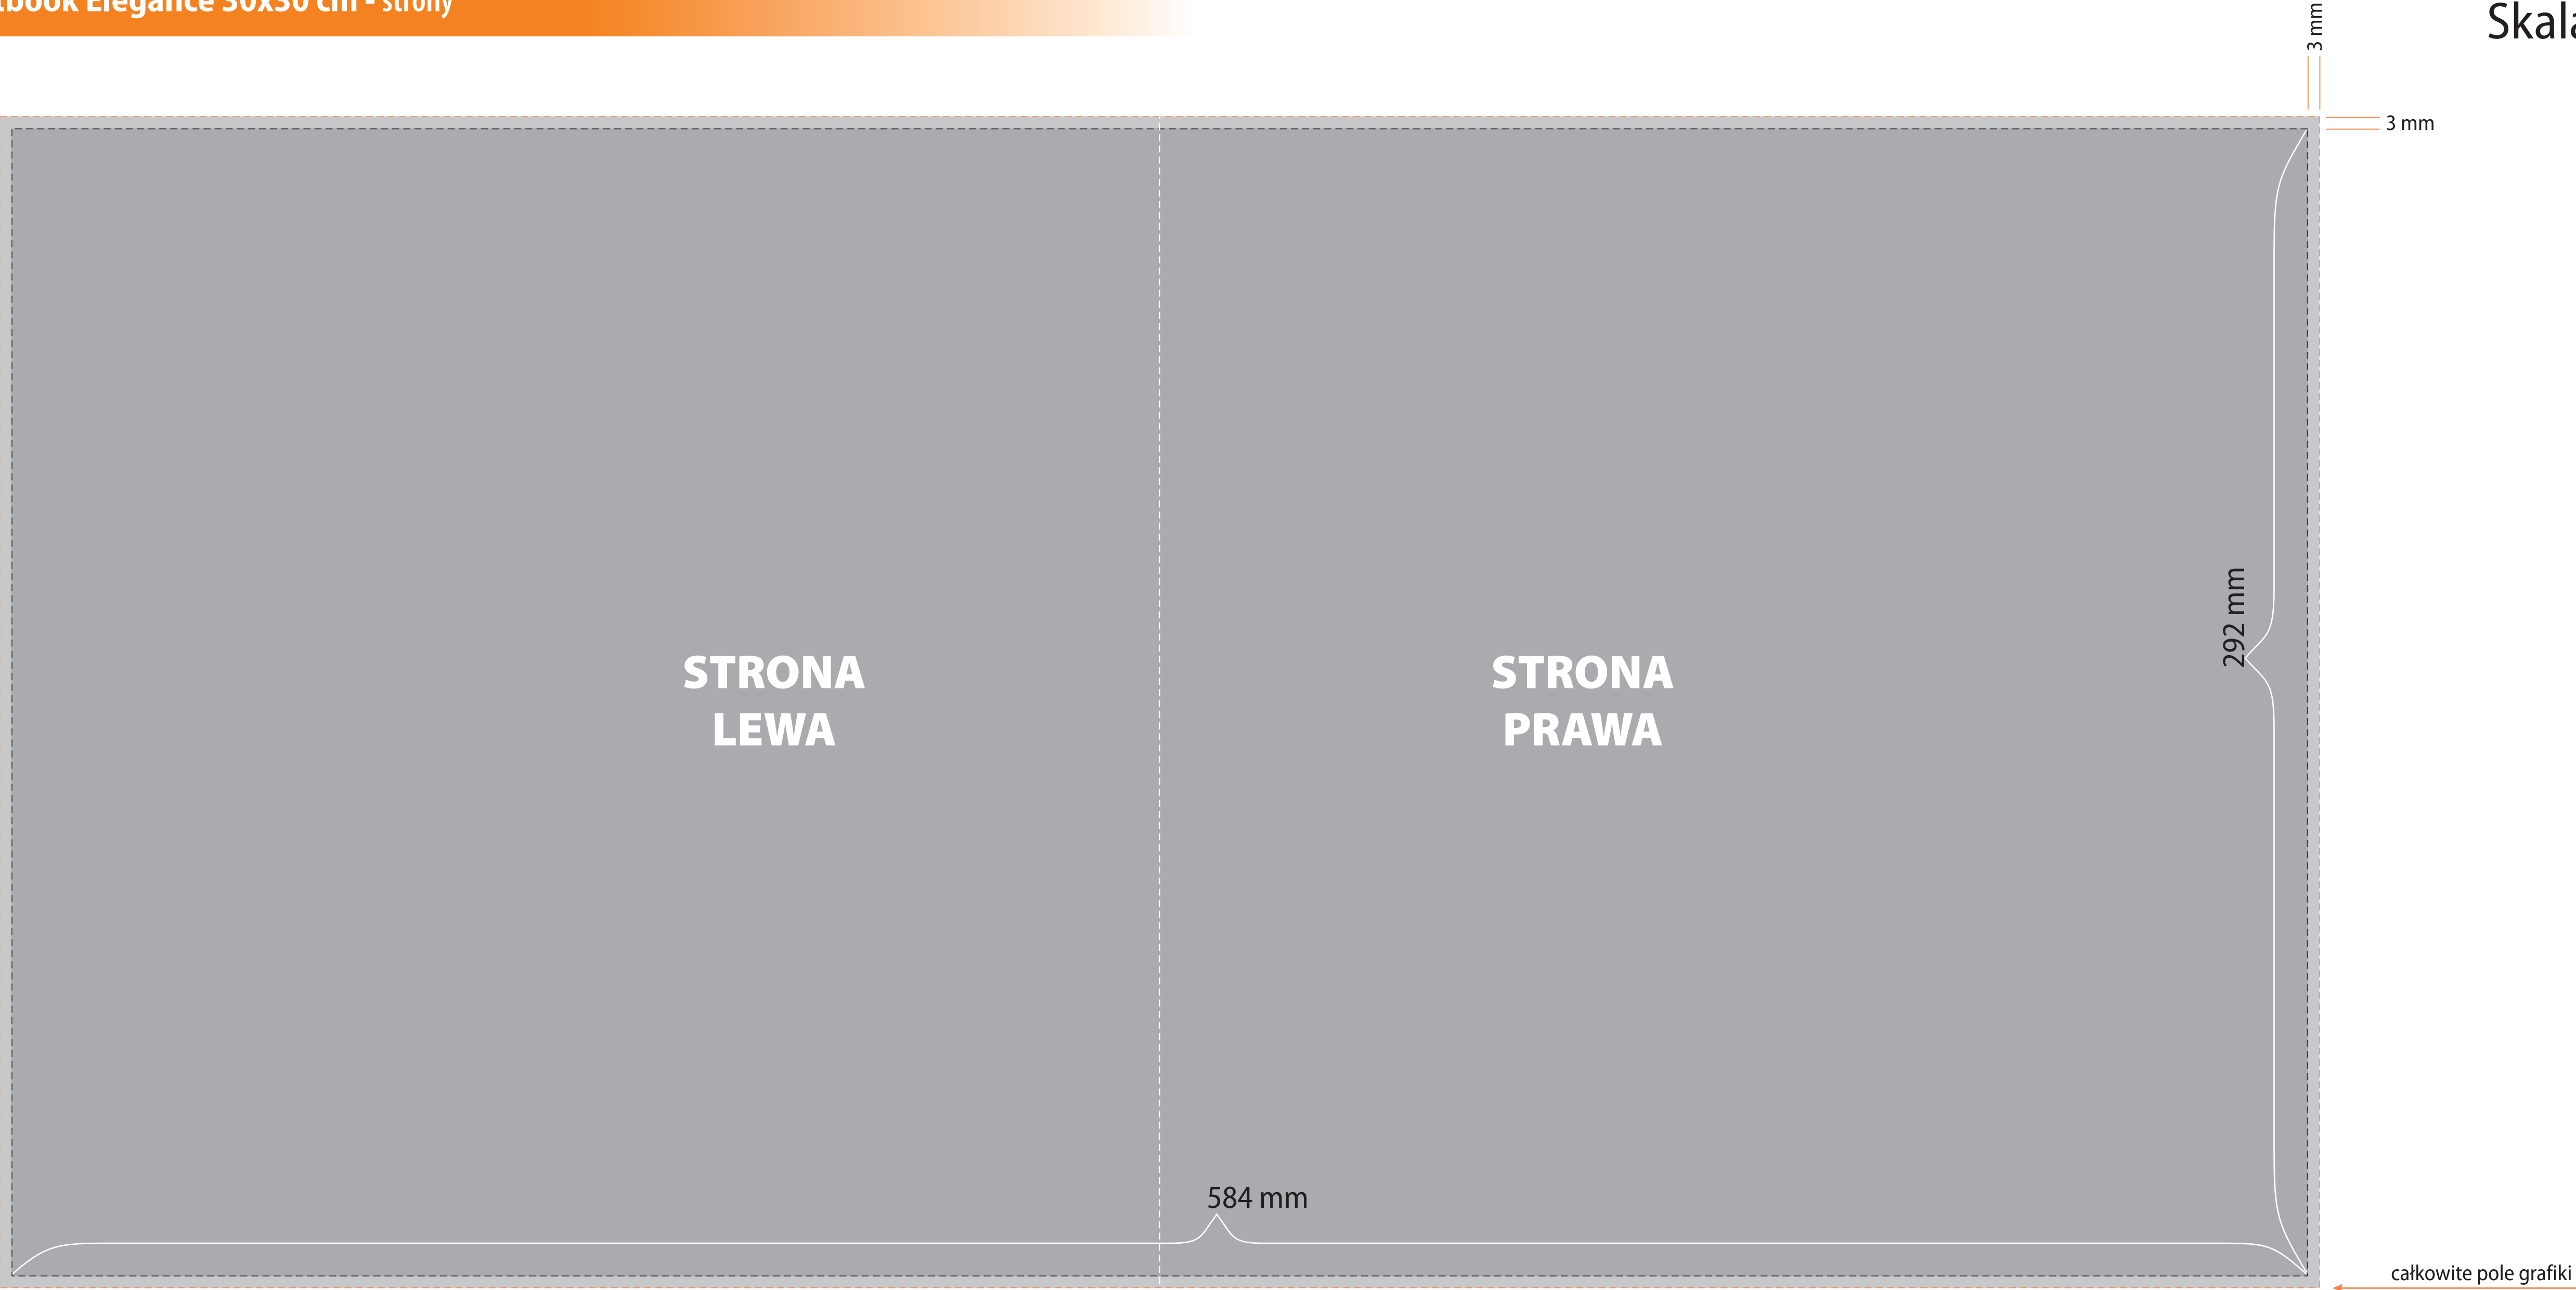 Elegance 30x30 cm - strony
3 mm
3 mm
STRONA
LEWA
STRONA
PRAWA
292 mm
584 mm
całkowite pole grafiki